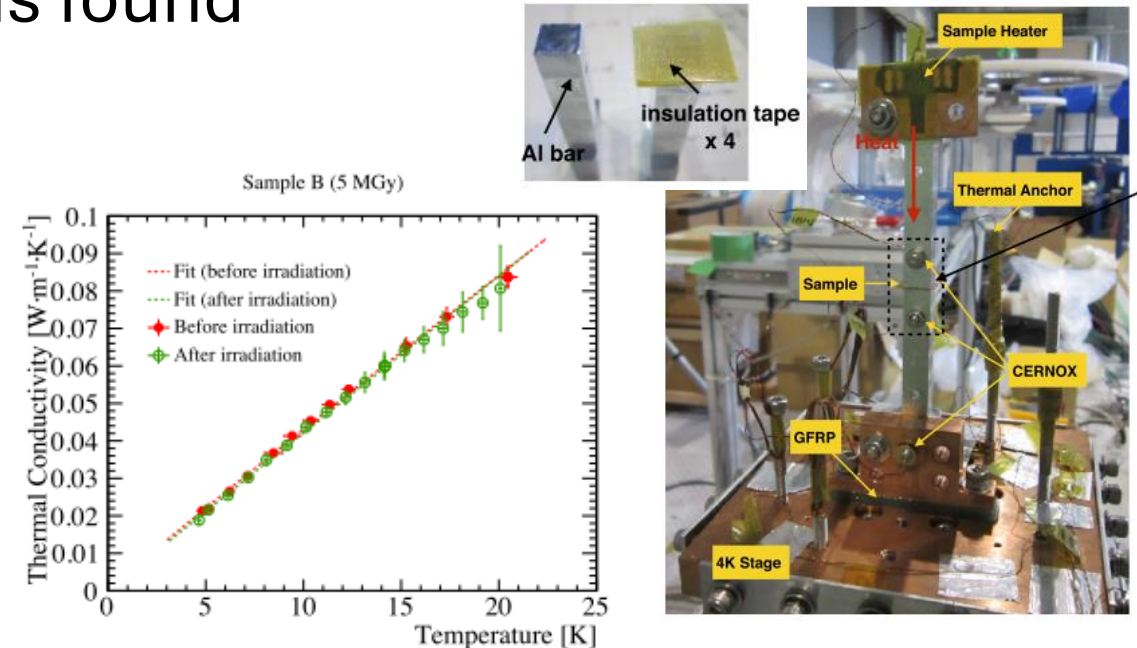 is found
Al bar
insulation tape
x 4
Sample B (5 MGy)
Thermal Conductivity [W·m⁻¹·K⁻¹]
0.1
0.09
0.08
0.07
0.06
0.05
0.04
0.03
0.02
0.01
0
Fit (before irradiation)
Fit (after irradiation)
Before irradiation
After irradiation
0 5 10 15 20 25
Temperature [K]
Sample Heater
Heat
Thermal Anchor
Sample
CERNOX
GFRP
4K Stage